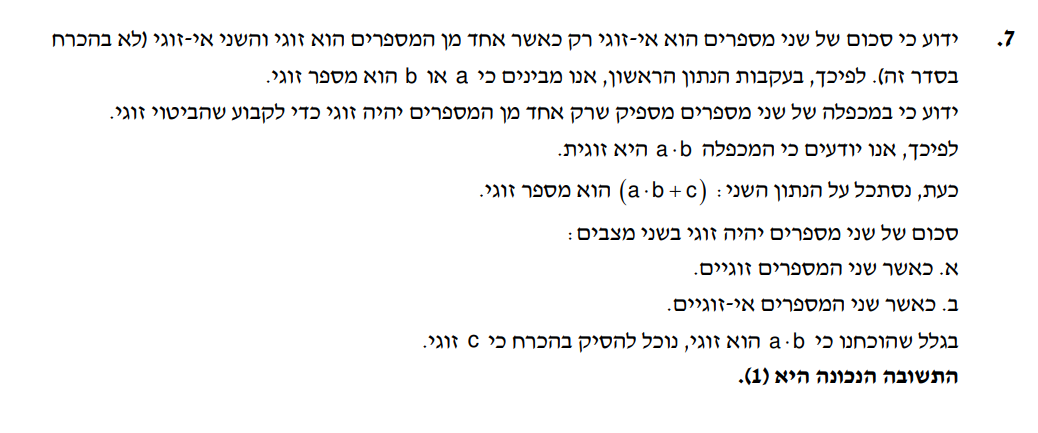 7. ידוע כי סכום של שני מספרים הוא אי-זוגי רק כאשר אחד מן המספרים הוא זוגי והשני אי-זוגי (לא בהכרח
בסדר זה). לפיכך, בעקבות הנתון הראשון, אנו מבינים כי a או b הוא מספר זוגי.
ידוע כי במכפלה של שני מספרים מספיק שרק אחד מן המספרים יהיה זוגי כדי לקבוע שהביטוי זוגי.
לפיכך, אנו יודעים כי המכפלה a·b היא זוגית.
כעת, נסתכל על הנתון השני: (a·b+c) הוא מספר זוגי.
סכום של שני מספרים יהיה זוגי בשני מצבים:
א. כאשר שני המספרים זוגיים.
ב. כאשר שני המספרים אי-זוגיים.
בגלל שהוכחנו כי a·b הוא זוגי, נוכל להסיק בהכרח כי c זוגי.
התשובה הנכונה היא (1).